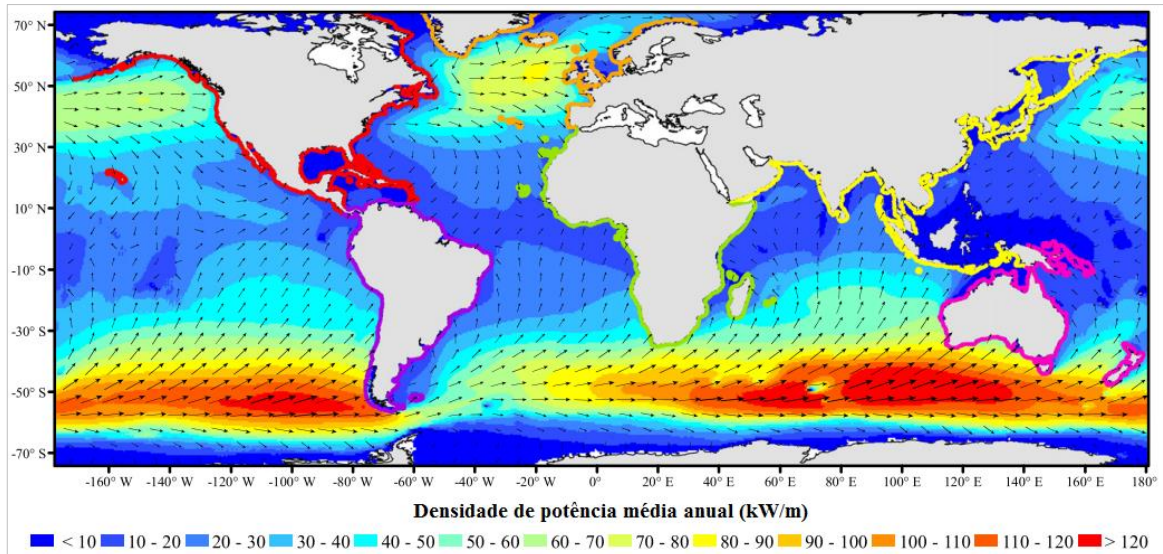 70° N
50° N
30° N
10° N
-10° S
-30° S
-50° S
-70° S
-160° W -140° W -120° W -100° W -80° W -60° W -40° W -20° W 0° 20° E 40° E 60° E 80° E 100° E 120° E 140° E 160° E 180° E
Densidade de potência média anual (kW/m)
< 10 10 - 20 20 - 30 30 - 40 40 - 50 50 - 60 60 - 70 70 - 80 80 - 90 90 - 100 100 - 110 110 - 120 > 120